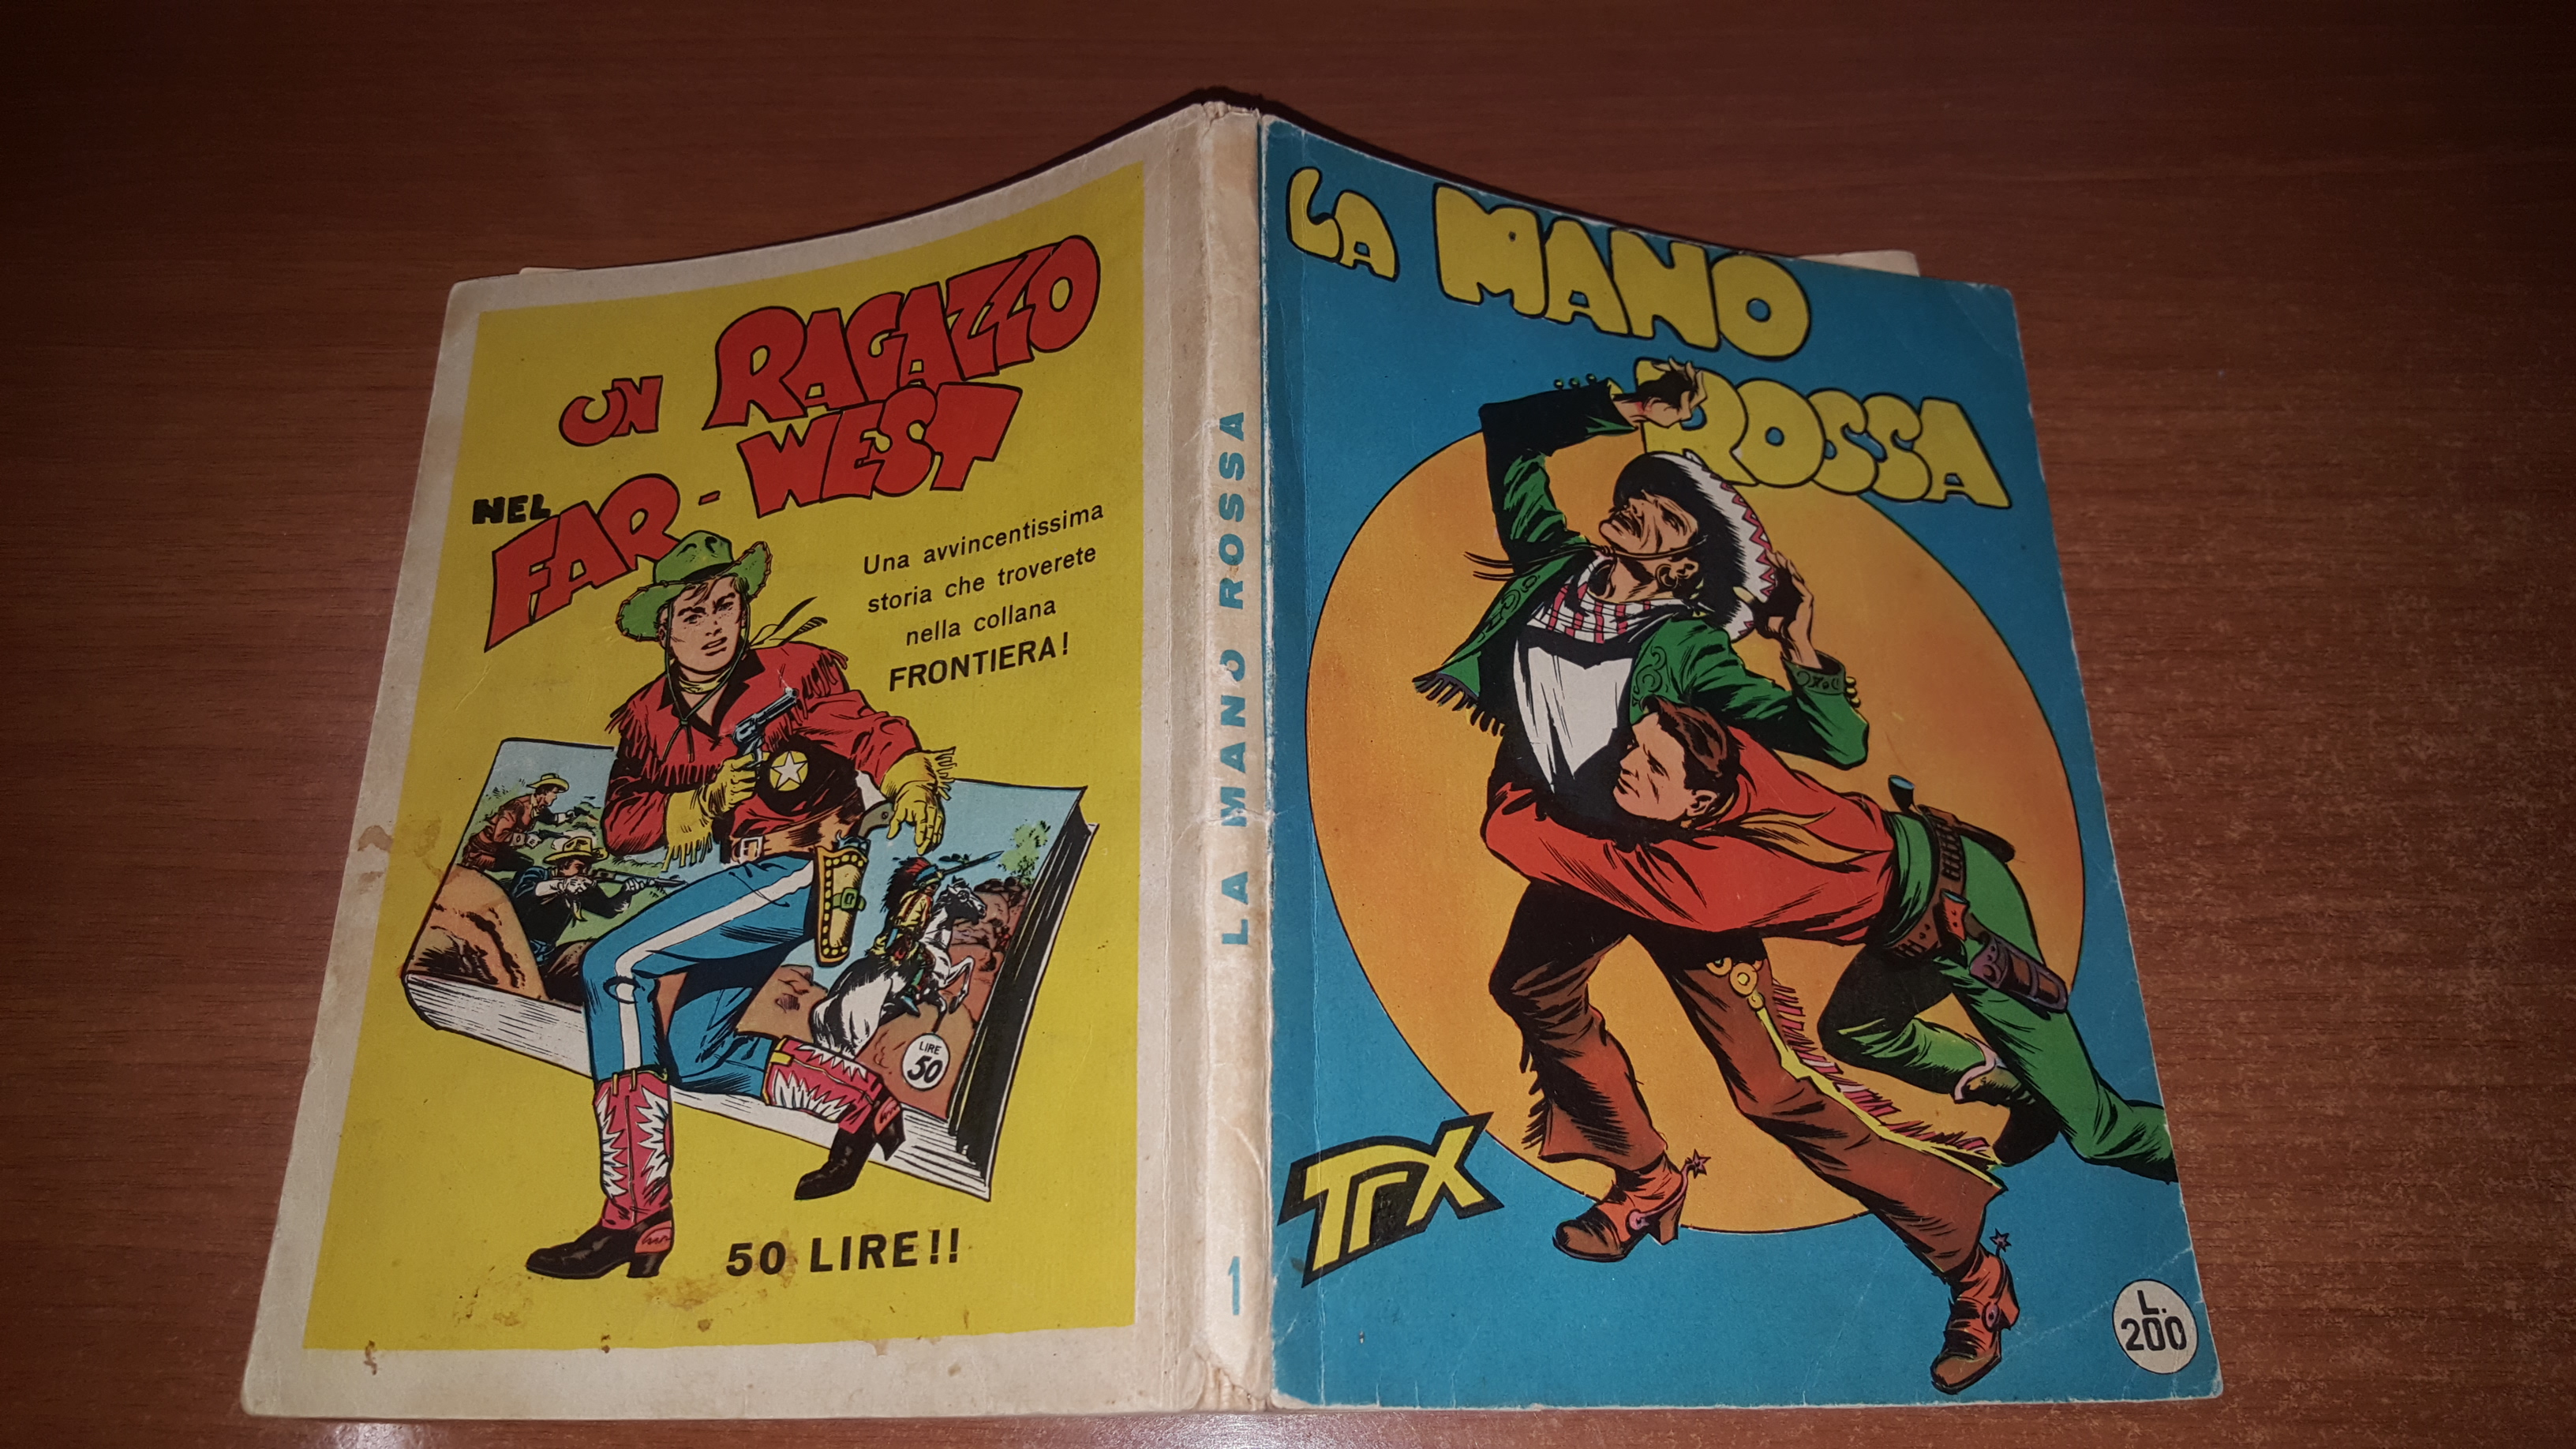 UN RAGAZZO
NEL FAR-WEST
Una avvincentissima
storia che troverete
nella collana
FRONTIERA!
LIRE
50
50 LIRE!!
LA MANO ROSSA
1
LA MANO
ROSSA
TEX
L.
200